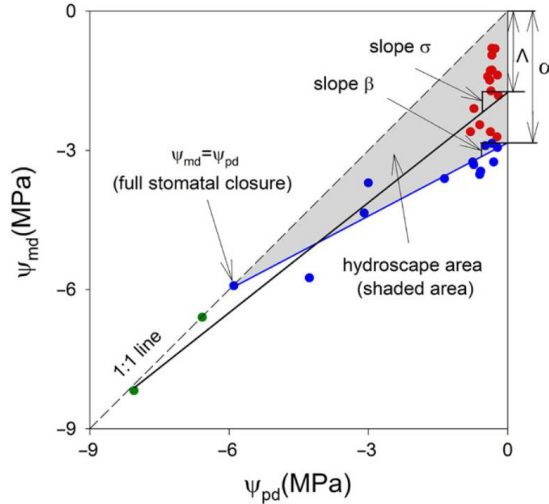 0
slope σ
Λ
α
slope β
−3
ψmd=ψpd
(full stomatal closure)
ψmd(MPa)
hydroscape area
(shaded area)
−6
1:1 line
−9
−9 −6 −3 0
ψpd(MPa)